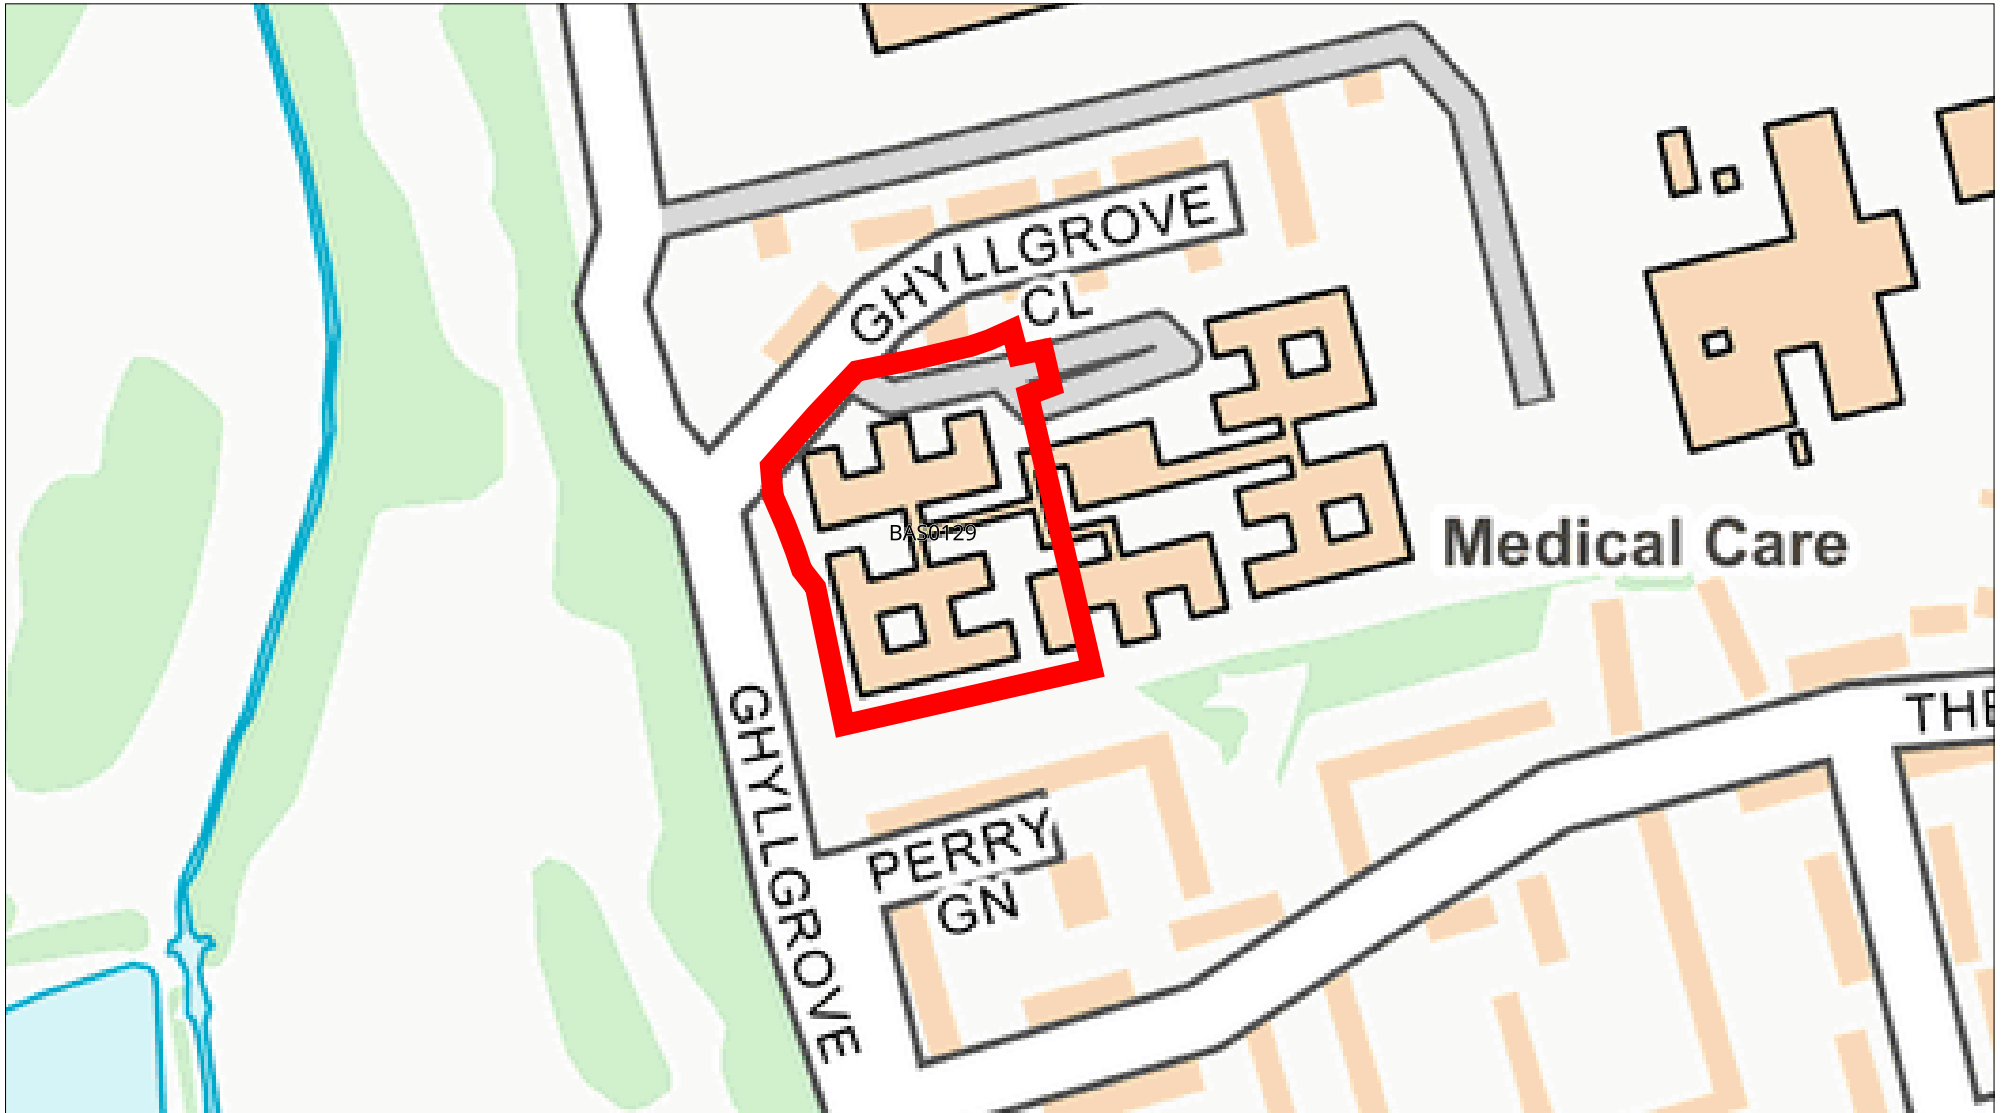 GHYLLGROVE
CL
BAS0129
Medical Care
GHYLLGROVE
THE
PERRY
GN